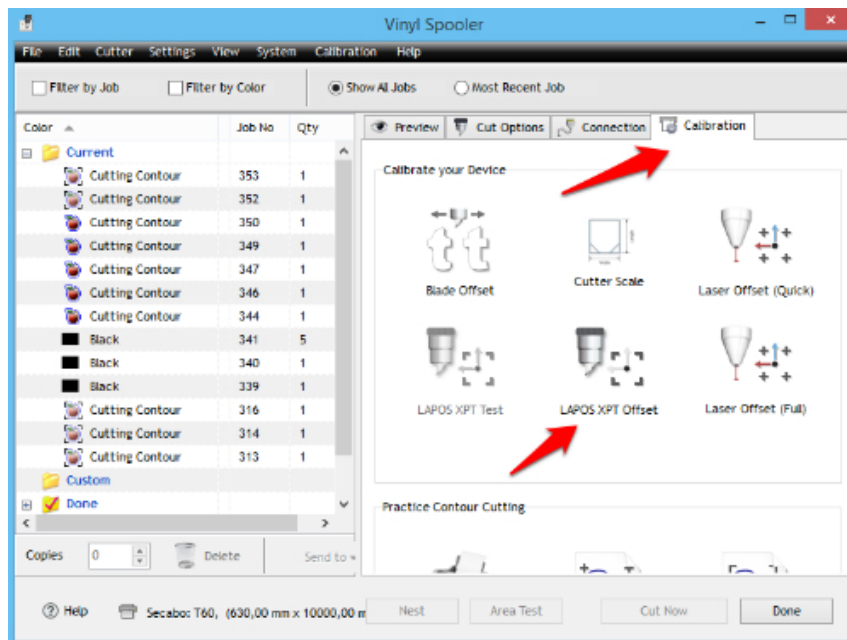 Vinyl Spooler
File Edit Cutter Settings View System Calibration Help
Filter by Job Filter by Color Show All Jobs Most Recent Job
Color Job No Qty Preview Cut Options Connection Calibration
Current
Cutting Contour 353 1
Cutting Contour 352 1
Cutting Contour 350 1
Cutting Contour 349 1
Cutting Contour 347 1
Cutting Contour 346 1
Cutting Contour 344 1
Black 341 5
Black 340 1
Black 339 1
Cutting Contour 316 1
Cutting Contour 314 1
Cutting Contour 313 1
Custom
Done
Calibrate your Device
Blade Offset Cutter Scale Laser Offset (Quick)
LAPOS XPT Test LAPOS XPT Offset Laser Offset (Full)
Practice Contour Cutting
Copies 0 Delete Send to
Help Secabo: T60, (630,00 mm x 10000,00 m Nest Area Test Cut Now Done